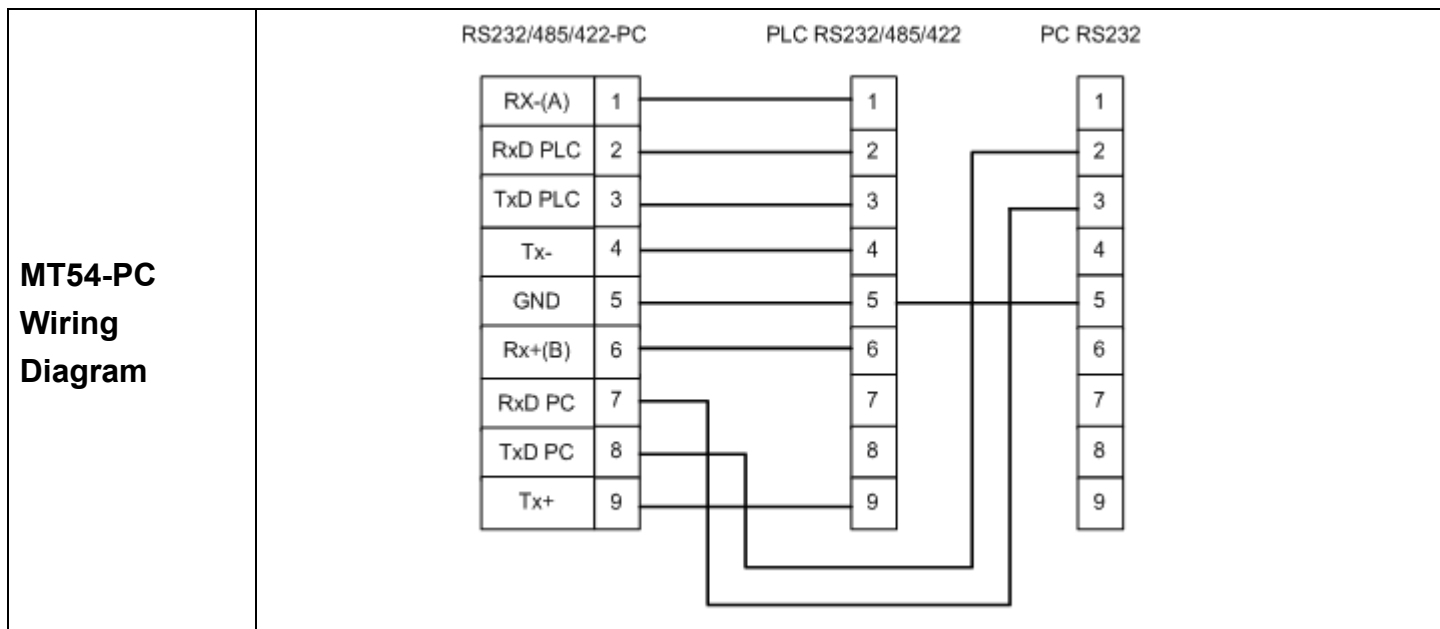 RS232/485/422-PC PLC RS232/485/422 PC RS232
RX-(A) 1 1 1
RxD PLC 2 2 2
TxD PLC 3 3 3
Tx- 4 4 4
GND 5 5 5
Rx+(B) 6 6 6
RxD PC 7 7 7
TxD PC 8 8 8
Tx+ 9 9 9
MT54-PC
Wiring
Diagram